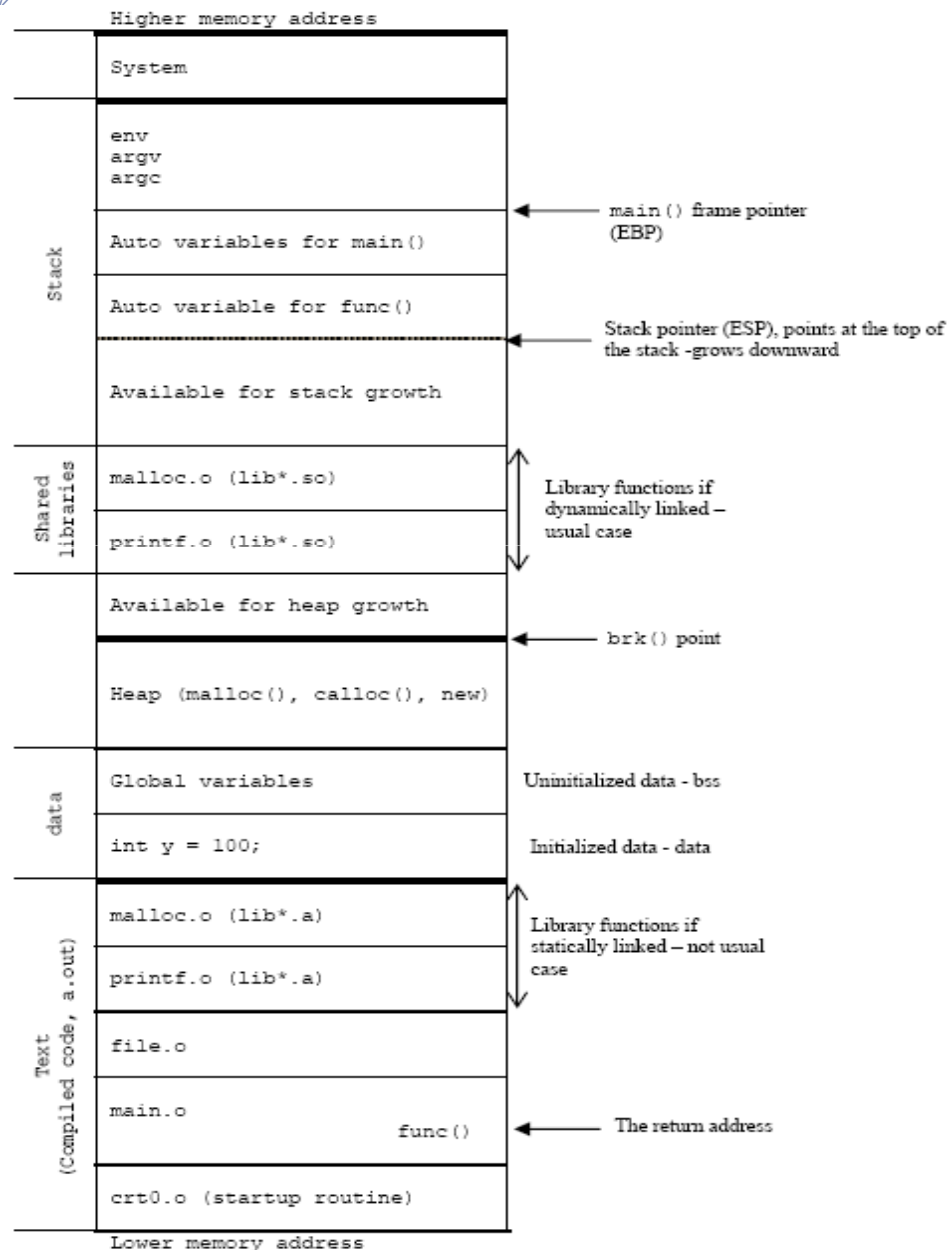 Higher memory address
System
env
argv
argc
main() frame pointer
(EBP)
Auto variables for main()
Stack
Auto variable for func()
Stack pointer (ESP), points at the top of
the stack -grows downward
Available for stack growth
Shared
libraries
malloc.o (lib*.so)
printf.o (lib*.so)
Library functions if
dynamically linked –
usual case
Available for heap growth
brk() point
Heap (malloc(), calloc(), new)
data
Global variables
Uninitialized data - bss
int y = 100;
Initialized data - data
Text
(Compiled code, a.out)
malloc.o (lib*.a)
printf.o (lib*.a)
Library functions if
statically linked – not usual
case
file.o
main.o
func()
The return address
crt0.o (startup routine)
Lower memory address